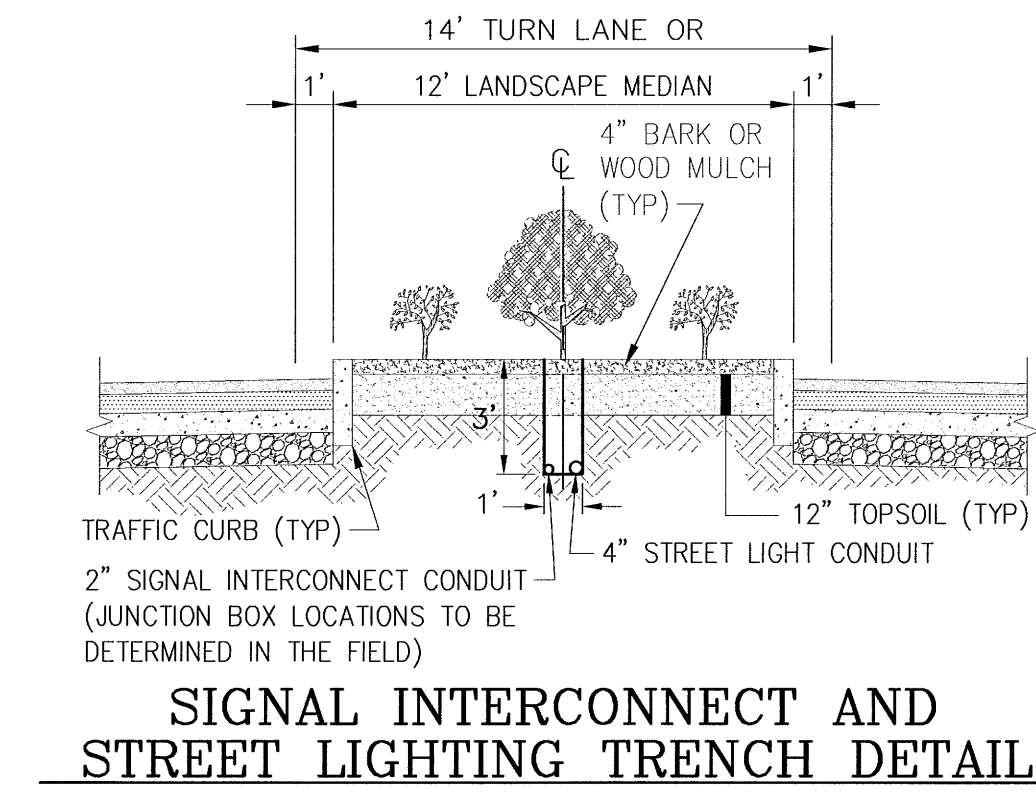 14' TURN LANE OR
1' 12' LANDSCAPE MEDIAN 1'
4" BARK OR
WOOD MULCH
(TYP)
CL
3'
1'
TRAFFIC CURB (TYP)
12" TOPSOIL (TYP)
4" STREET LIGHT CONDUIT
2" SIGNAL INTERCONNECT CONDUIT
(JUNCTION BOX LOCATIONS TO BE
DETERMINED IN THE FIELD)
SIGNAL INTERCONNECT AND
STREET LIGHTING TRENCH DETAIL